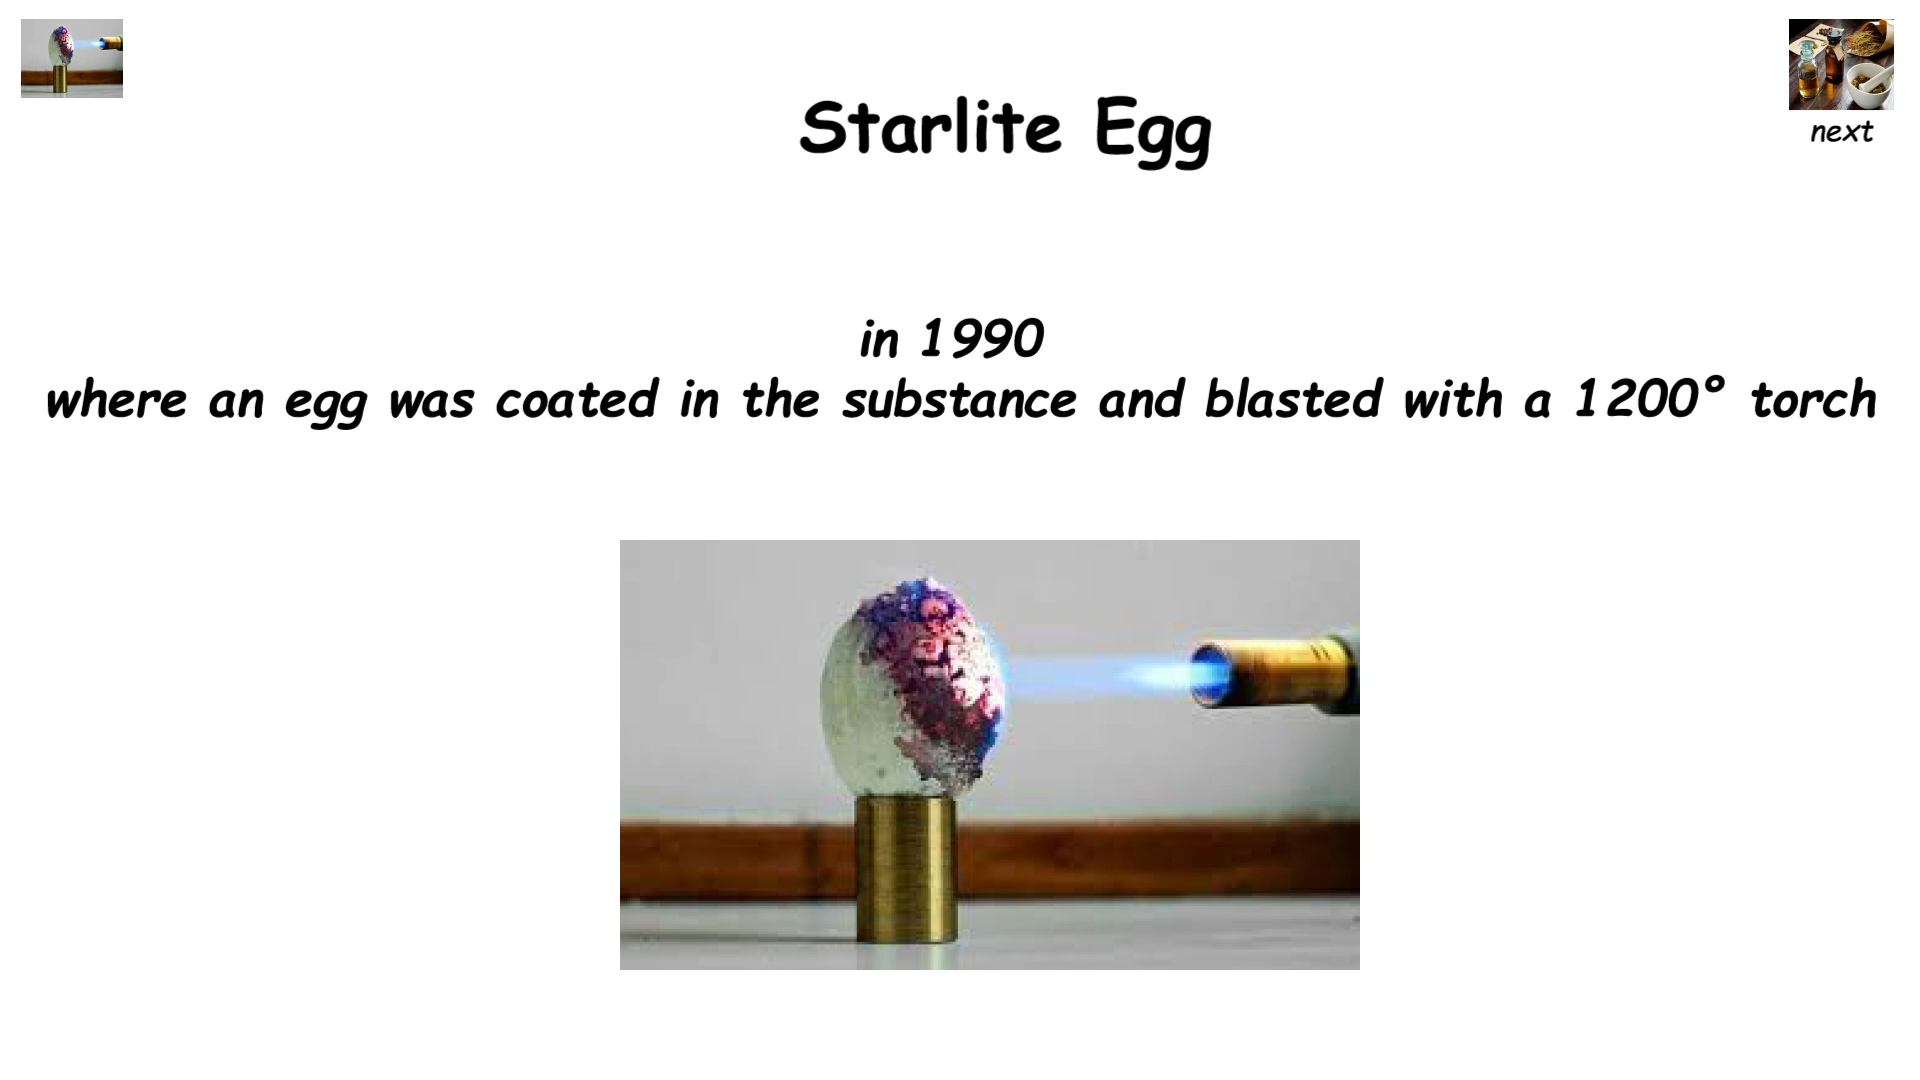 Starlite Egg
next
in 1990
where an egg was coated in the substance and blasted with a 1200° torch